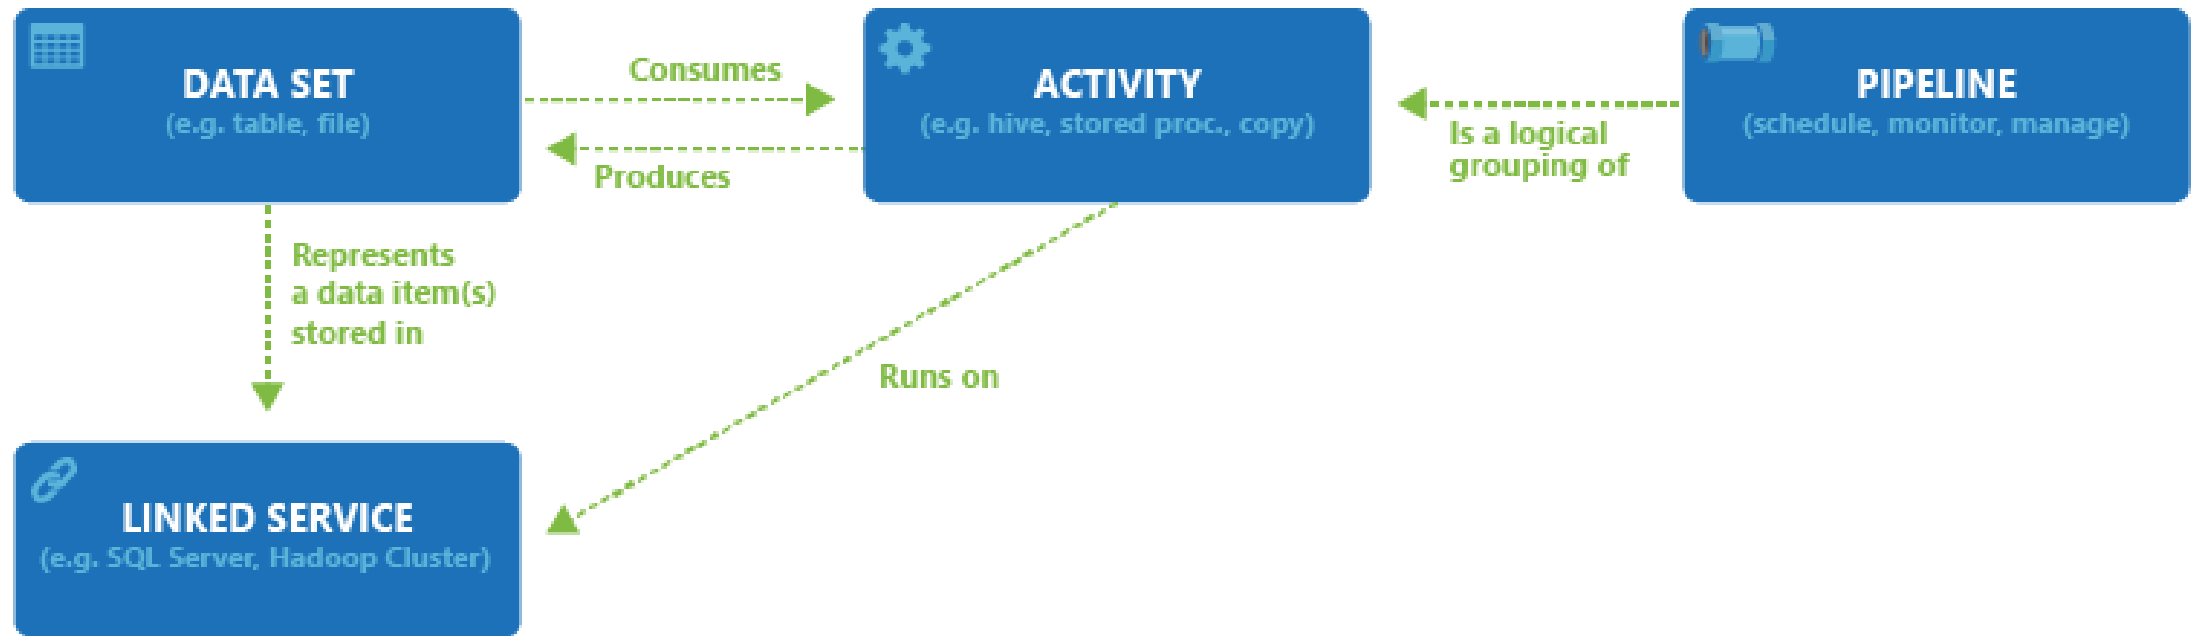 DATA SET
(e.g. table, file)
Consumes
Produces
ACTIVITY
(e.g. hive, stored proc., copy)
Is a logical
grouping of
PIPELINE
(schedule, monitor, manage)
Represents
a data item(s)
stored in
Runs on
LINKED SERVICE
(e.g. SQL Server, Hadoop Cluster)